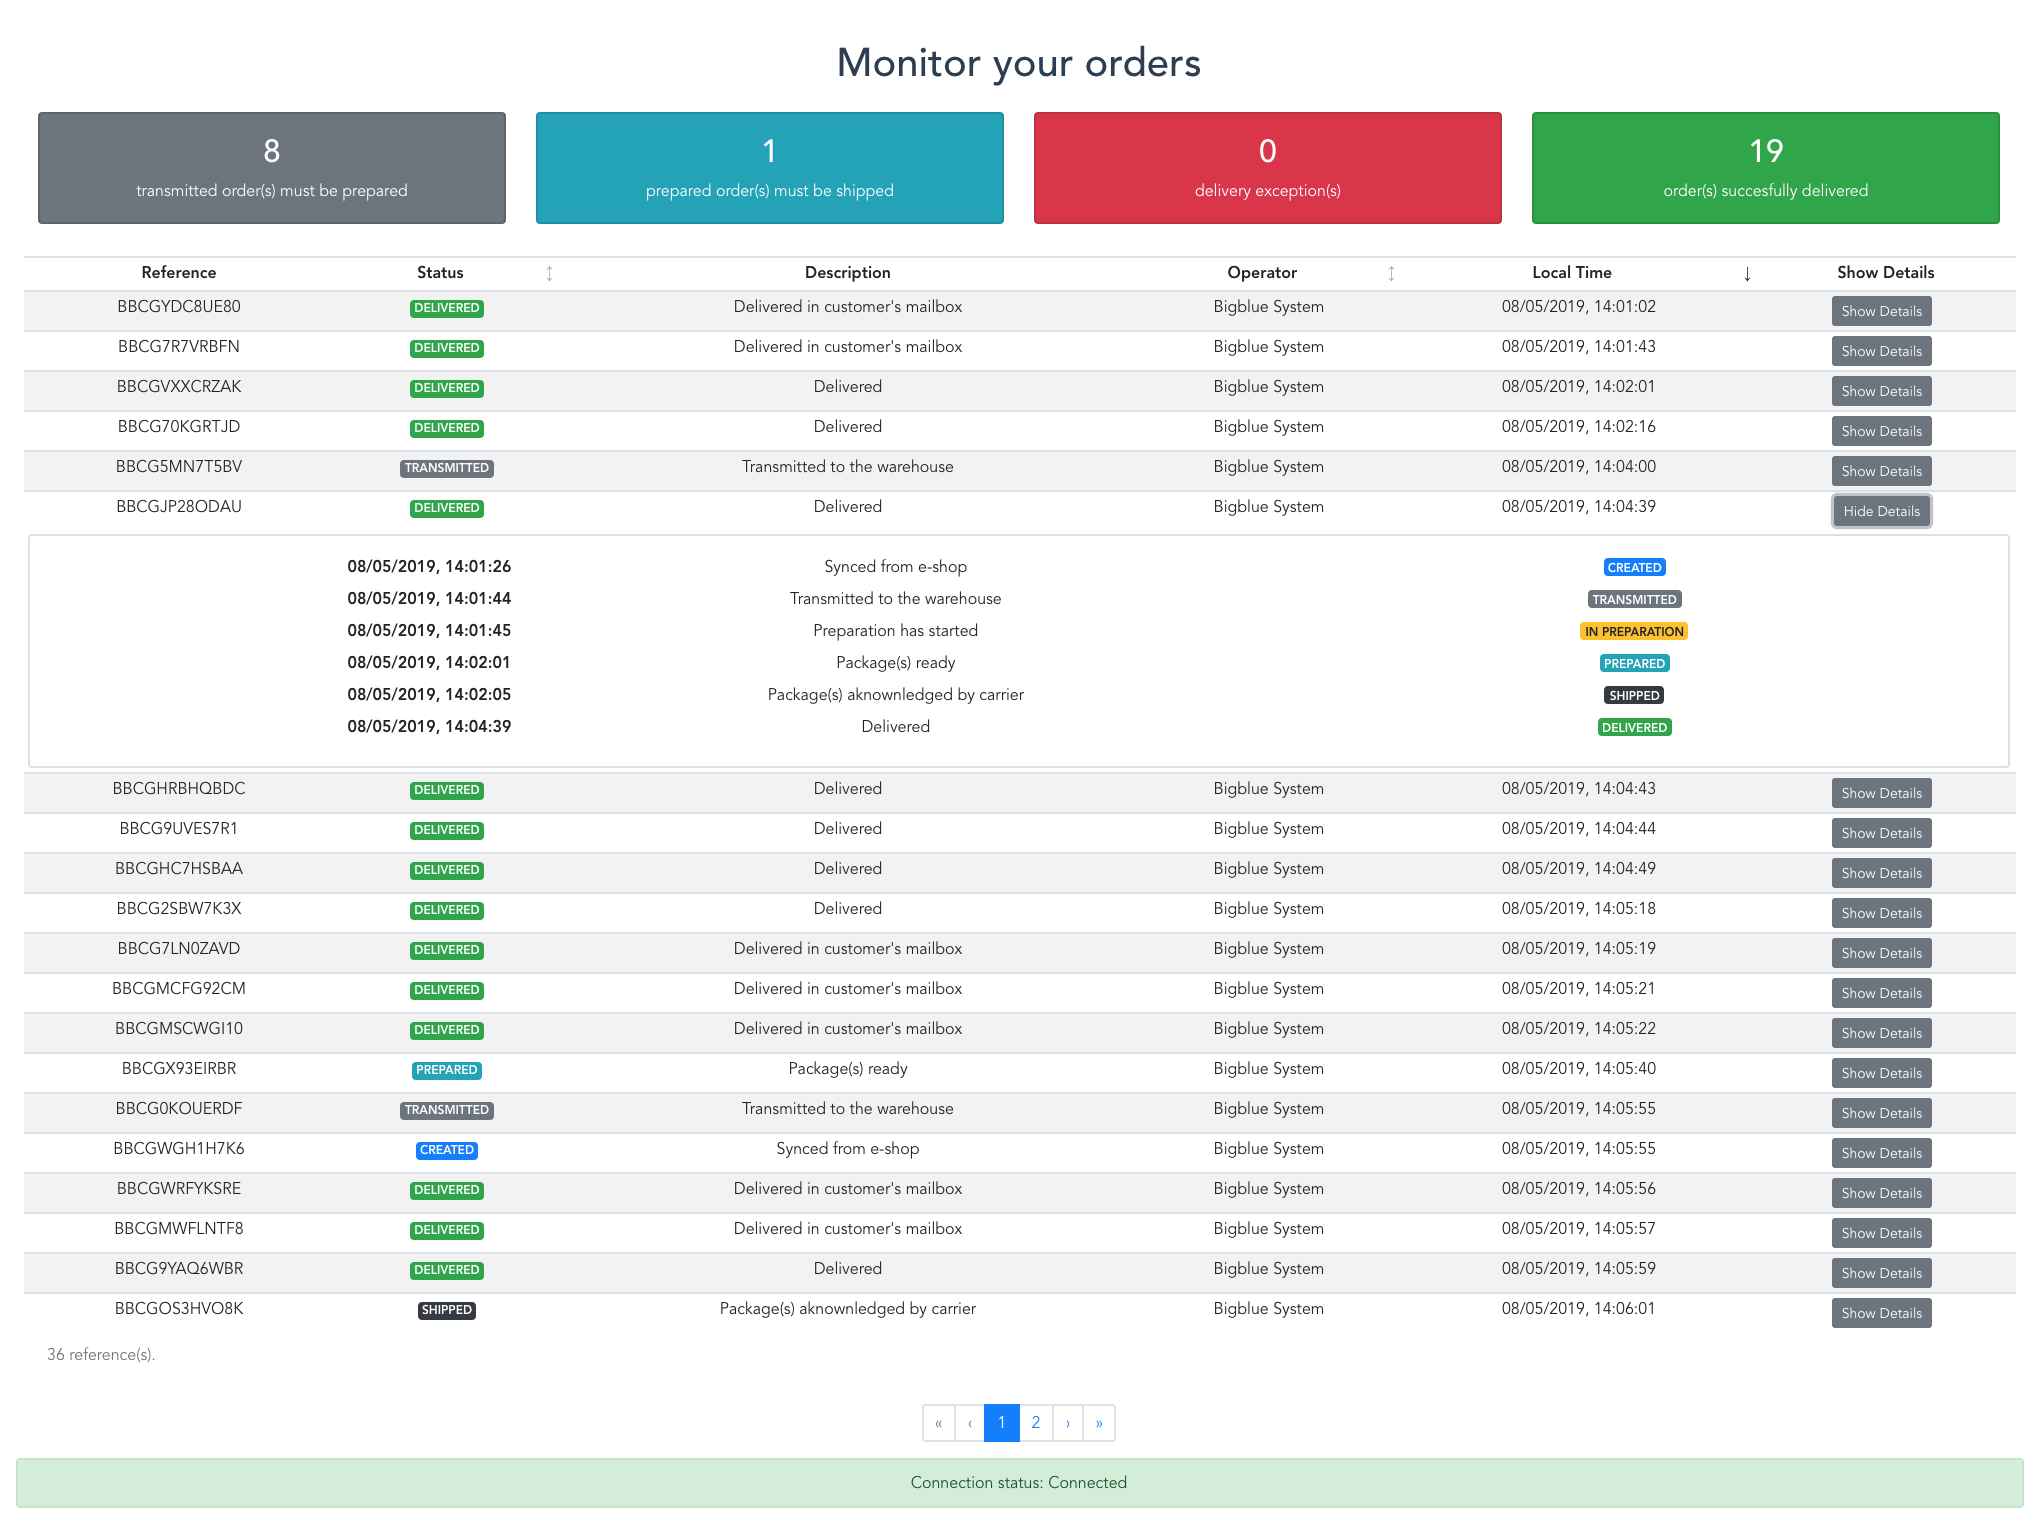 Monitor your orders
8
transmitted order(s) must be prepared
1
prepared order(s) must be shipped
0
delivery exception(s)
19
order(s) succesfully delivered
Reference Status ↕ Description Operator ↕ Local Time ↓ Show Details
BBCGYDC8UE80 DELIVERED Delivered in customer's mailbox Bigblue System 08/05/2019, 14:01:02 Show Details
BBCG7R7VRBFN DELIVERED Delivered in customer's mailbox Bigblue System 08/05/2019, 14:01:43 Show Details
BBCGVXXCRZAK DELIVERED Delivered Bigblue System 08/05/2019, 14:02:01 Show Details
BBCG70KGRTJD DELIVERED Delivered Bigblue System 08/05/2019, 14:02:16 Show Details
BBCG5MN7T5BV TRANSMITTED Transmitted to the warehouse Bigblue System 08/05/2019, 14:04:00 Show Details
BBCGJP28ODAU DELIVERED Delivered Bigblue System 08/05/2019, 14:04:39 Hide Details
08/05/2019, 14:01:26 Synced from e-shop CREATED
08/05/2019, 14:01:44 Transmitted to the warehouse TRANSMITTED
08/05/2019, 14:01:45 Preparation has started IN PREPARATION
08/05/2019, 14:02:01 Package(s) ready PREPARED
08/05/2019, 14:02:05 Package(s) aknownledged by carrier SHIPPED
08/05/2019, 14:04:39 Delivered DELIVERED
BBCGHRBHQBDC DELIVERED Delivered Bigblue System 08/05/2019, 14:04:43 Show Details
BBCG9UVES7R1 DELIVERED Delivered Bigblue System 08/05/2019, 14:04:44 Show Details
BBCGHC7HSBAA DELIVERED Delivered Bigblue System 08/05/2019, 14:04:49 Show Details
BBCG2SBW7K3X DELIVERED Delivered Bigblue System 08/05/2019, 14:05:18 Show Details
BBCG7LN0ZAVD DELIVERED Delivered in customer's mailbox Bigblue System 08/05/2019, 14:05:19 Show Details
BBCGMCFG92CM DELIVERED Delivered in customer's mailbox Bigblue System 08/05/2019, 14:05:21 Show Details
BBCGMSCWGI10 DELIVERED Delivered in customer's mailbox Bigblue System 08/05/2019, 14:05:22 Show Details
BBCGX93EIRBR PREPARED Package(s) ready Bigblue System 08/05/2019, 14:05:40 Show Details
BBCG0KOUERDF TRANSMITTED Transmitted to the warehouse Bigblue System 08/05/2019, 14:05:55 Show Details
BBCGWGH1H7K6 CREATED Synced from e-shop Bigblue System 08/05/2019, 14:05:55 Show Details
BBCGWRFYKSRE DELIVERED Delivered in customer's mailbox Bigblue System 08/05/2019, 14:05:56 Show Details
BBCGMWFLNTF8 DELIVERED Delivered in customer's mailbox Bigblue System 08/05/2019, 14:05:57 Show Details
BBCG9YAQ6WBR DELIVERED Delivered Bigblue System 08/05/2019, 14:05:59 Show Details
BBCGOS3HVO8K SHIPPED Package(s) aknownledged by carrier Bigblue System 08/05/2019, 14:06:01 Show Details
36 reference(s).
« ‹ 1 2 › »
Connection status: Connected